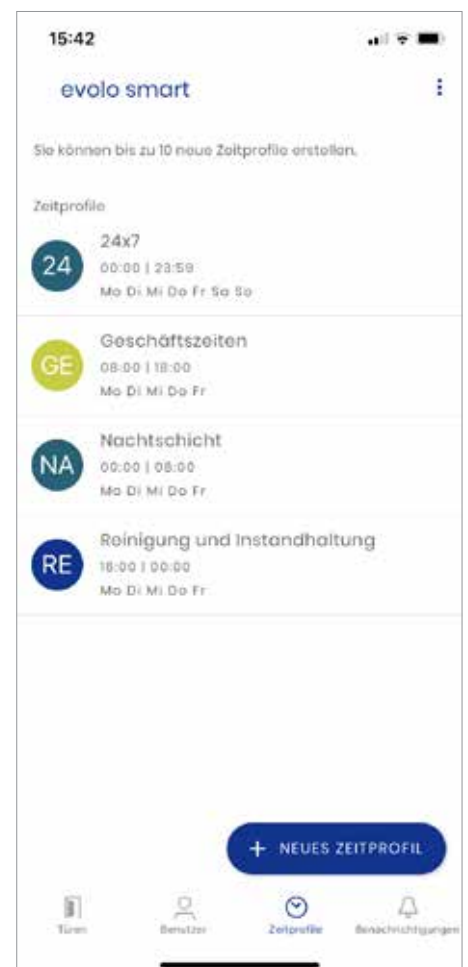 15:42
evolo smart
Sie können bis zu 10 neue Zeitprofile erstellen.
Zeitprofile
24
24x7
00:00 | 23:59
Mo Di Mi Do Fr Sa So
GE
Geschäftszeiten
08:00 | 18:00
Mo Di Mi Do Fr
NA
Nachtschicht
00:00 | 08:00
Mo Di Mi Do Fr
RE
Reinigung und Instandhaltung
18:00 | 00:00
Mo Di Mi Do Fr
+ NEUES ZEITPROFIL
Türen
Benutzer
Zeitprofile
Benachrichtigungen